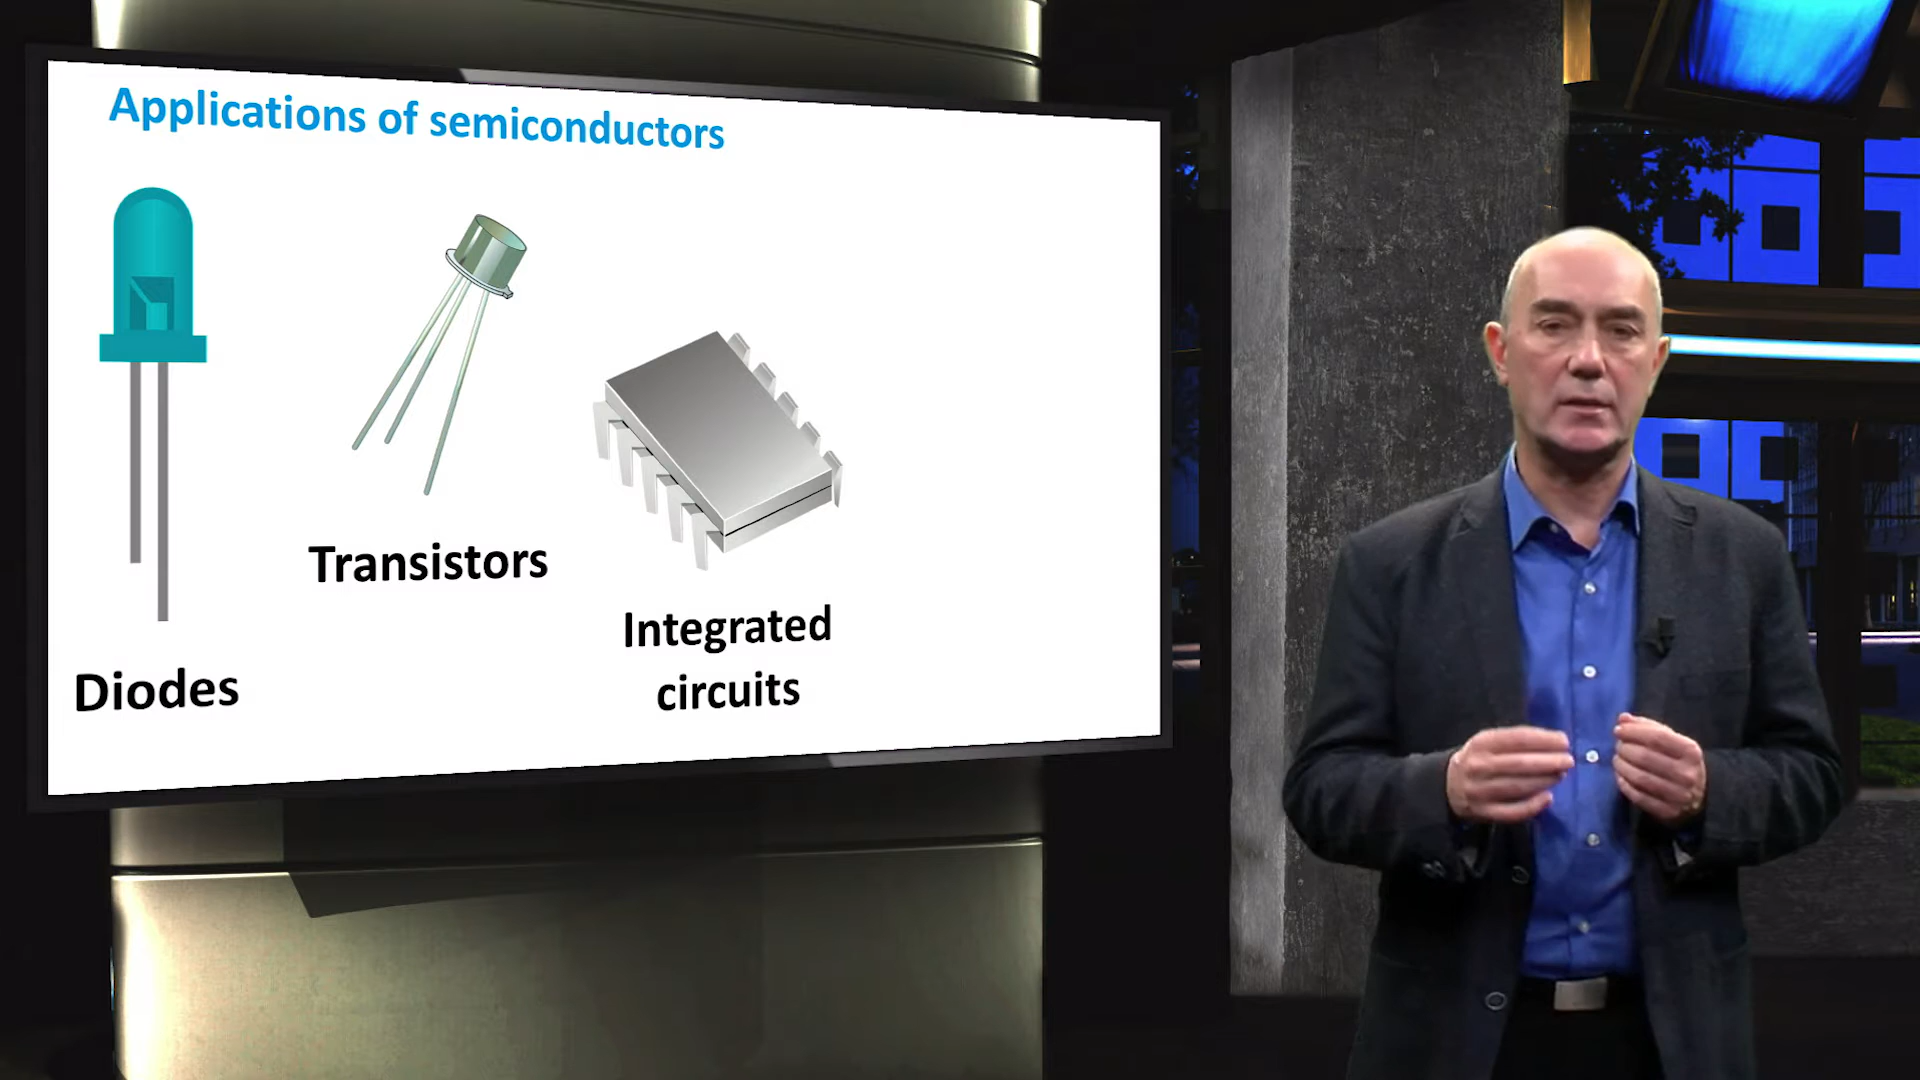 Applications of semiconductors
Transistors
Integrated
circuits
Diodes